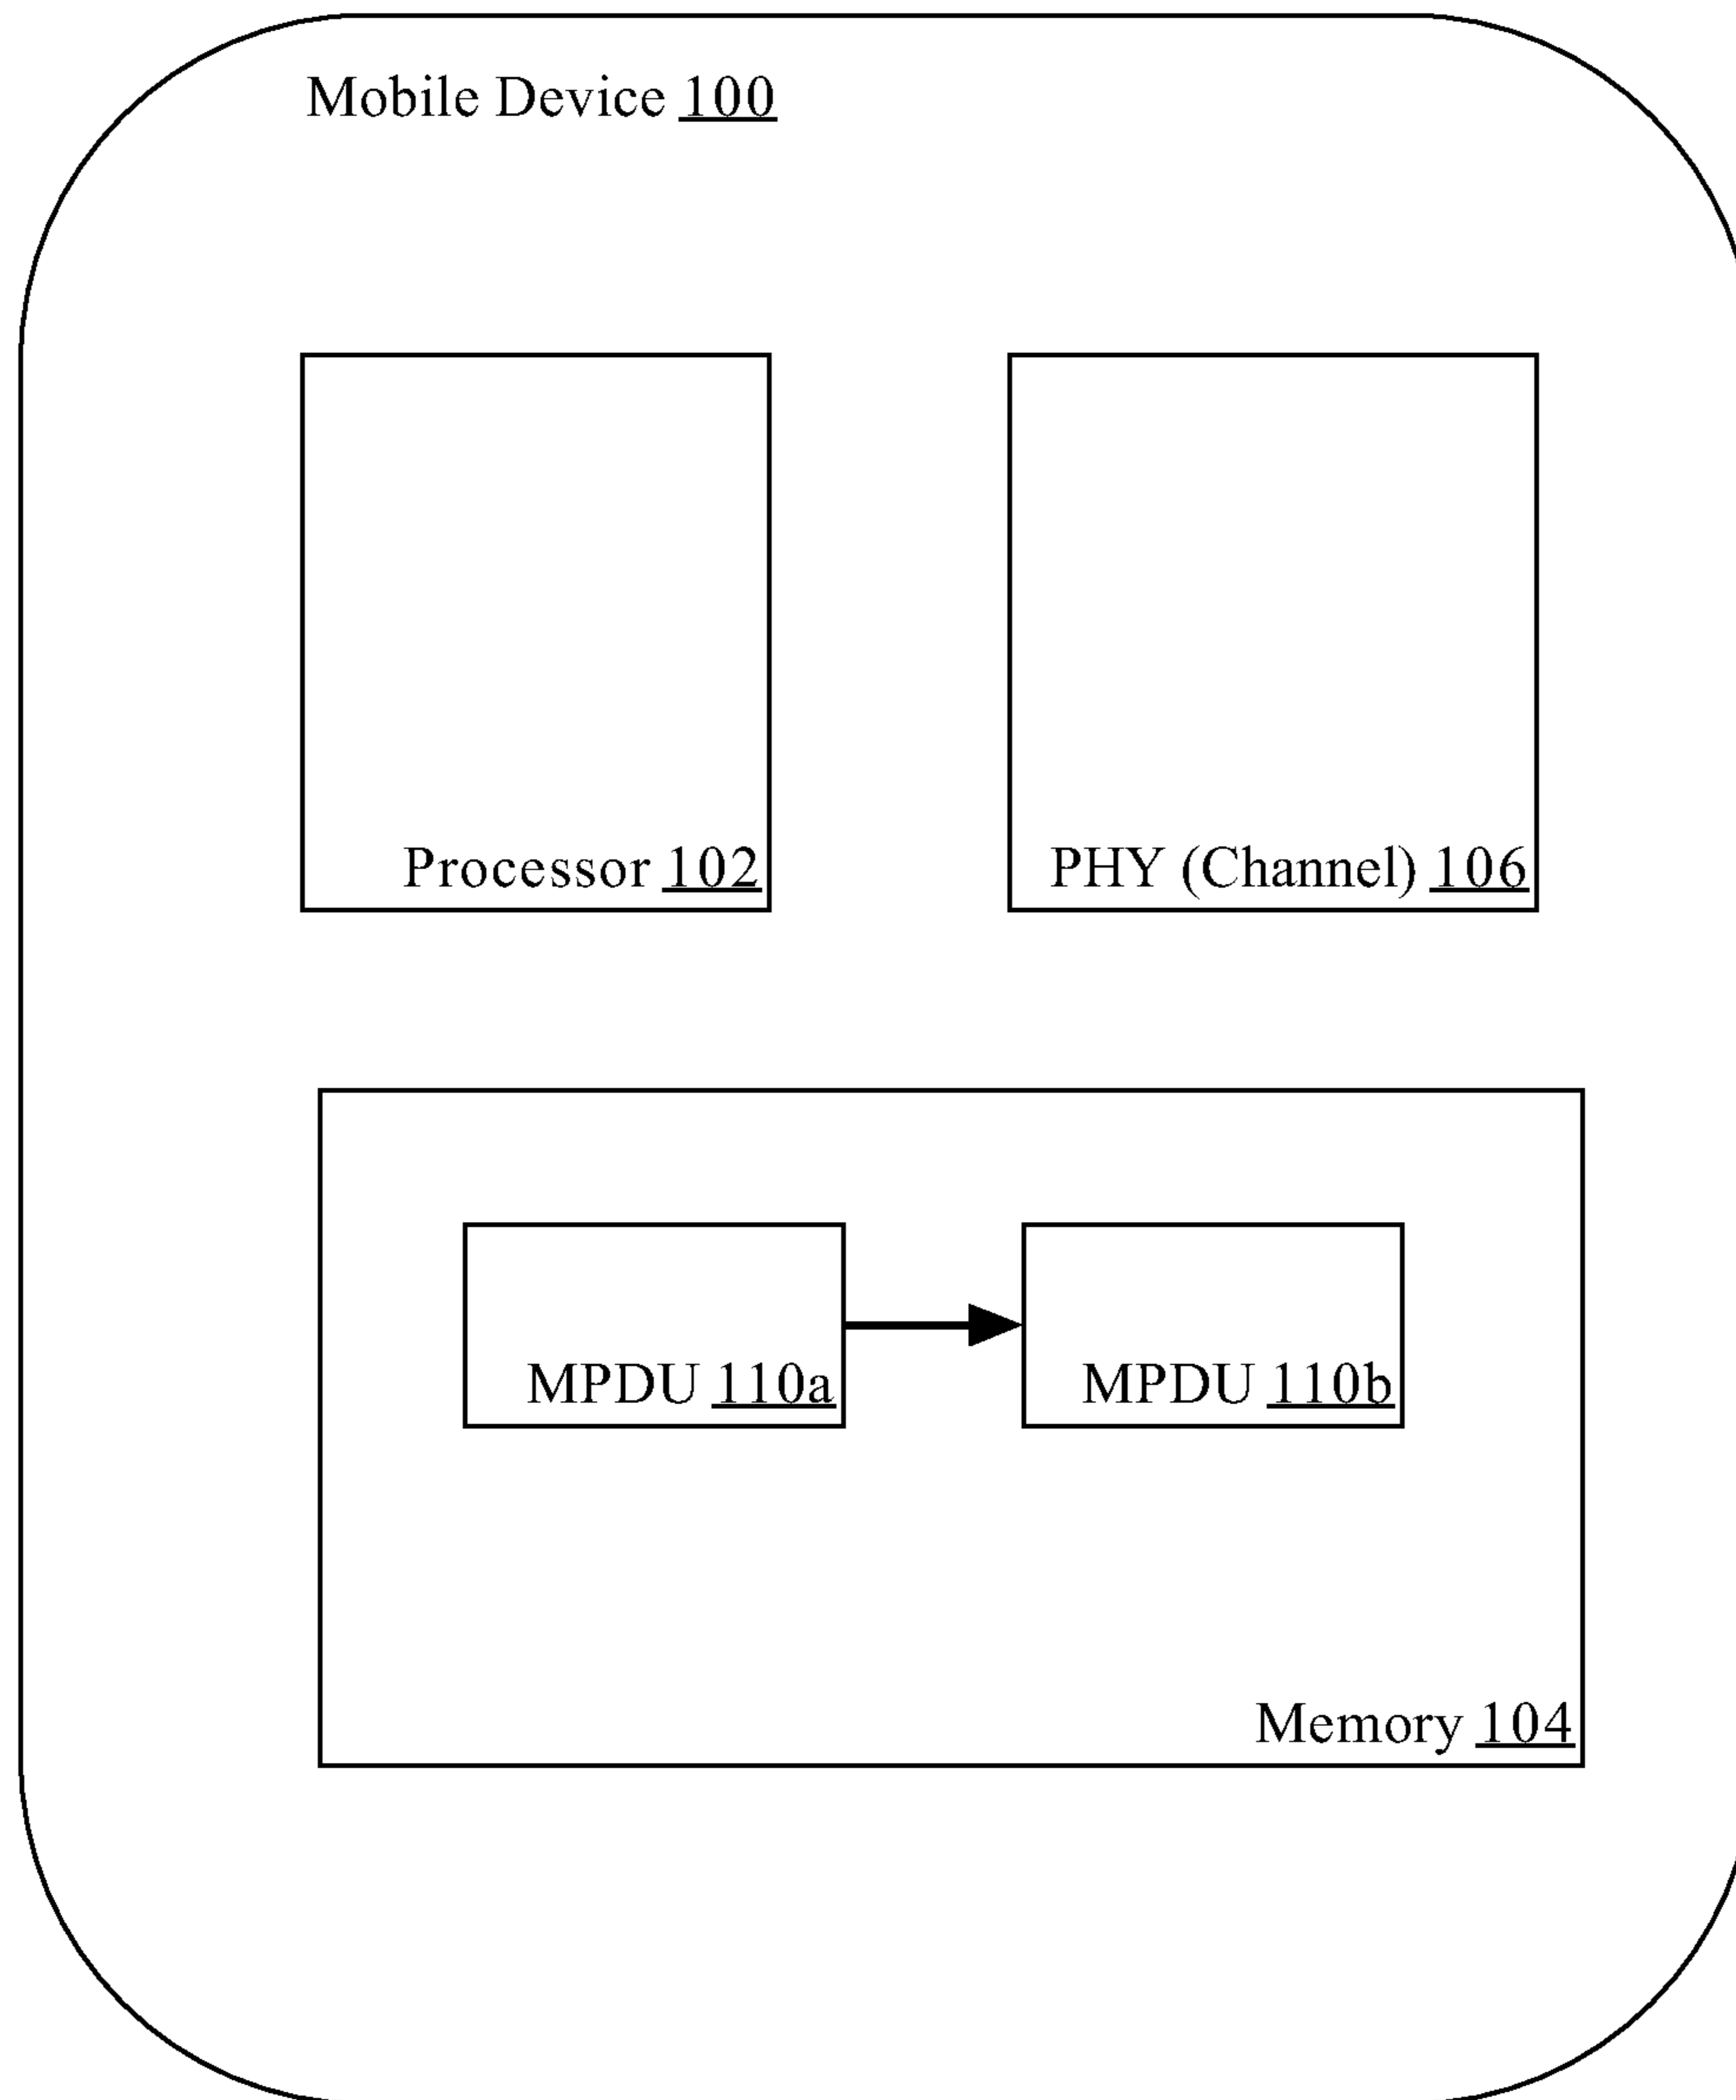 Mobile Device 100
Processor 102
PHY (Channel) 106
MPDU 110a
MPDU 110b
Memory 104